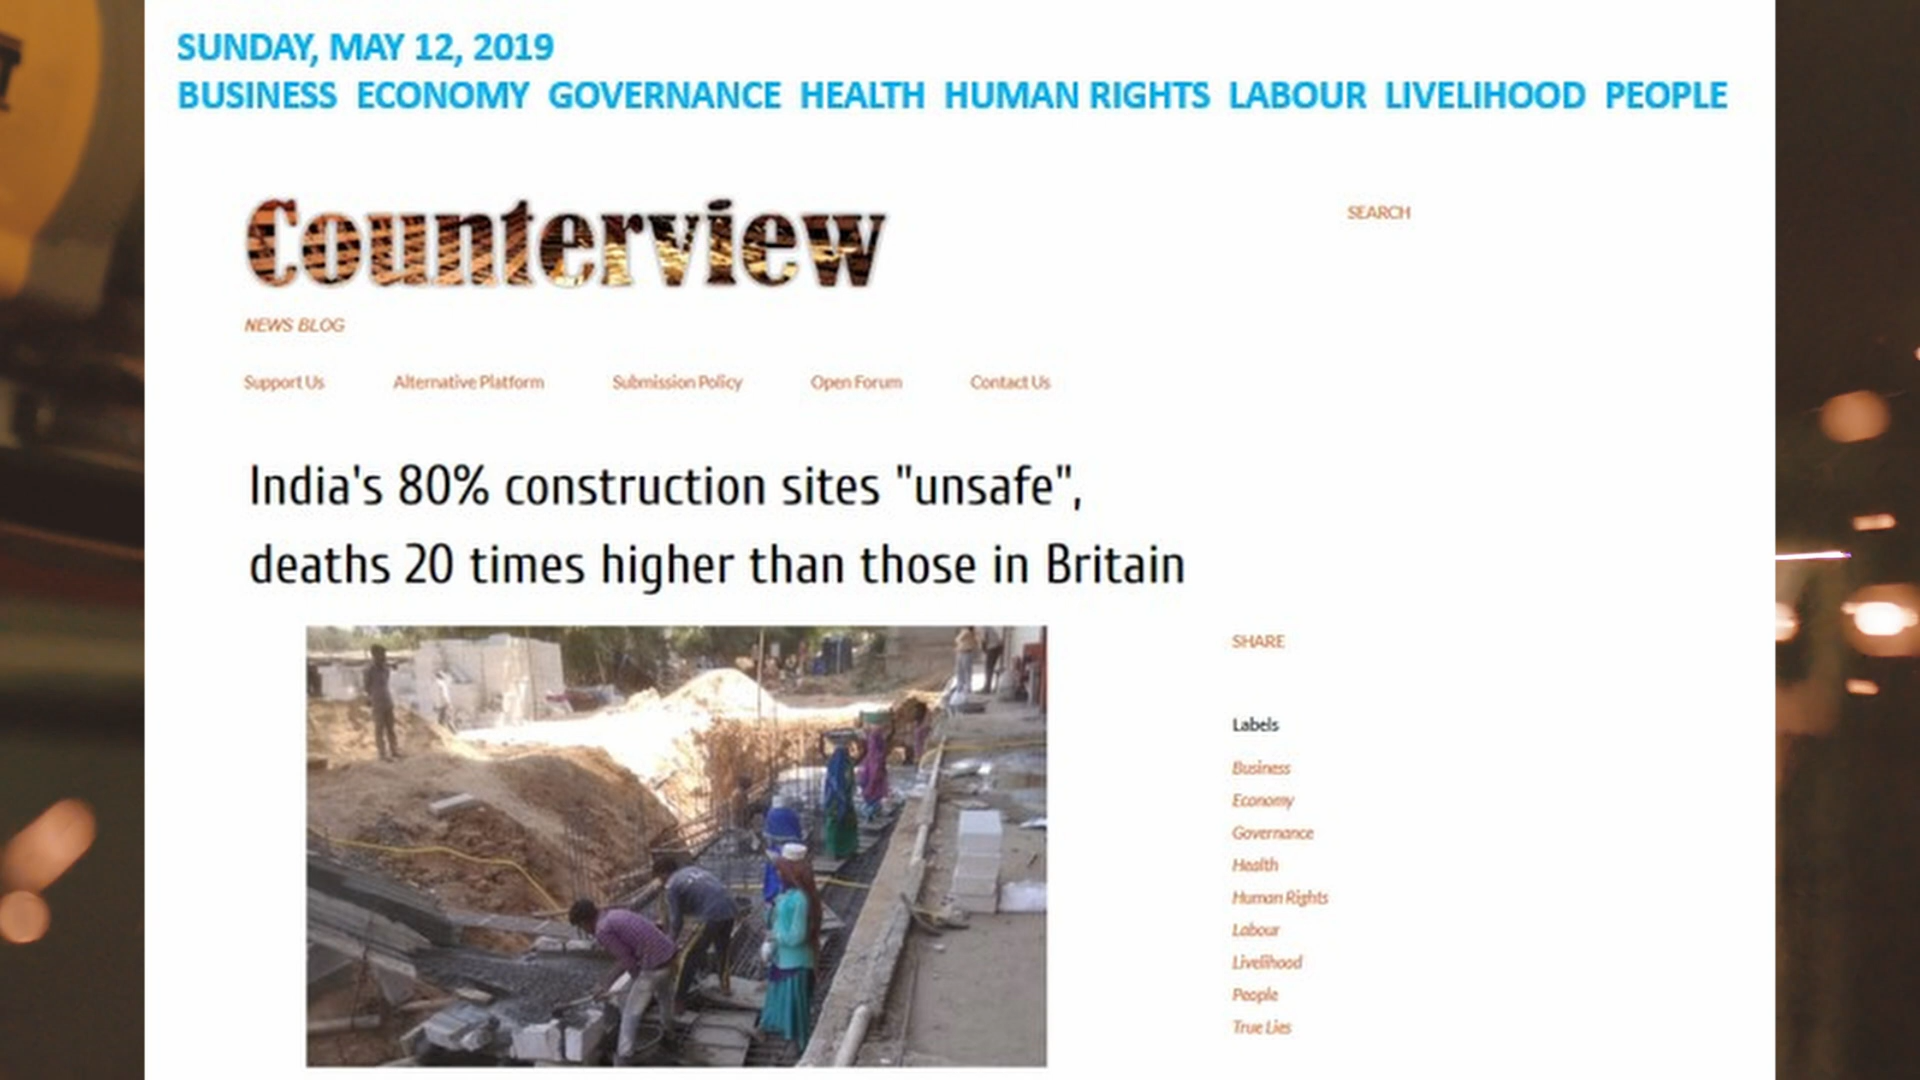 SUNDAY, MAY 12, 2019
BUSINESS ECONOMY GOVERNANCE HEALTH HUMAN RIGHTS LABOUR LIVELIHOOD PEOPLE
Counterview
SEARCH
NEWS BLOG
Support Us Alternative Platform Submission Policy Open Forum Contact Us
India's 80% construction sites "unsafe",
deaths 20 times higher than those in Britain
SHARE
Labels
Business
Economy
Governance
Health
Human Rights
Labour
Livelihood
People
True Lies